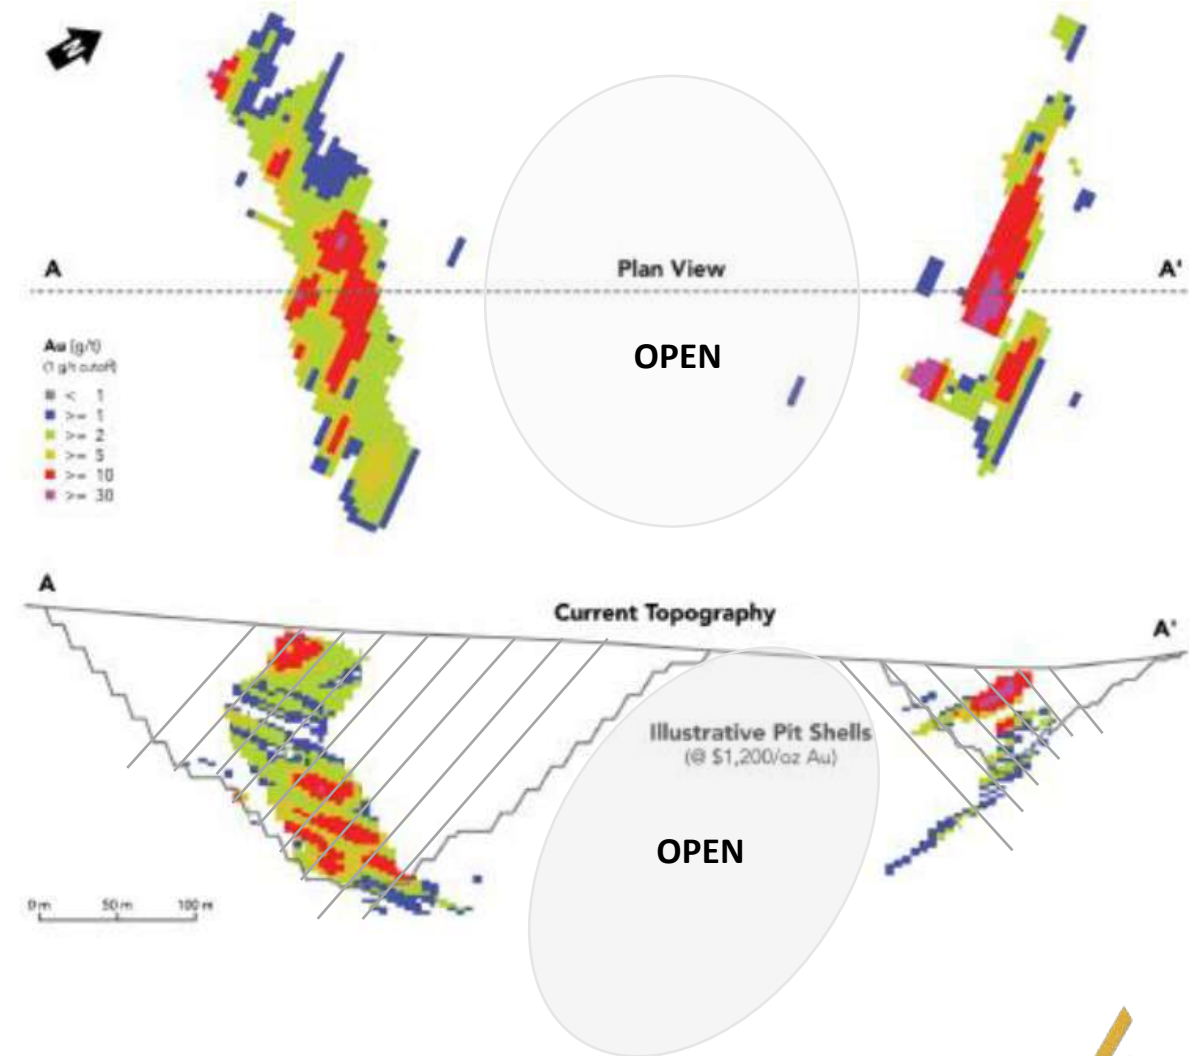 N
Plan View
A
A'
OPEN
Au (g/t)
(1 g/t cutoff)
< 1
>= 1
>= 2
>= 5
>= 10
>= 30
A
Current Topography
A'
Illustrative Pit Shells
(@ $1,200/oz Au)
OPEN
0 m 50 m 100 m